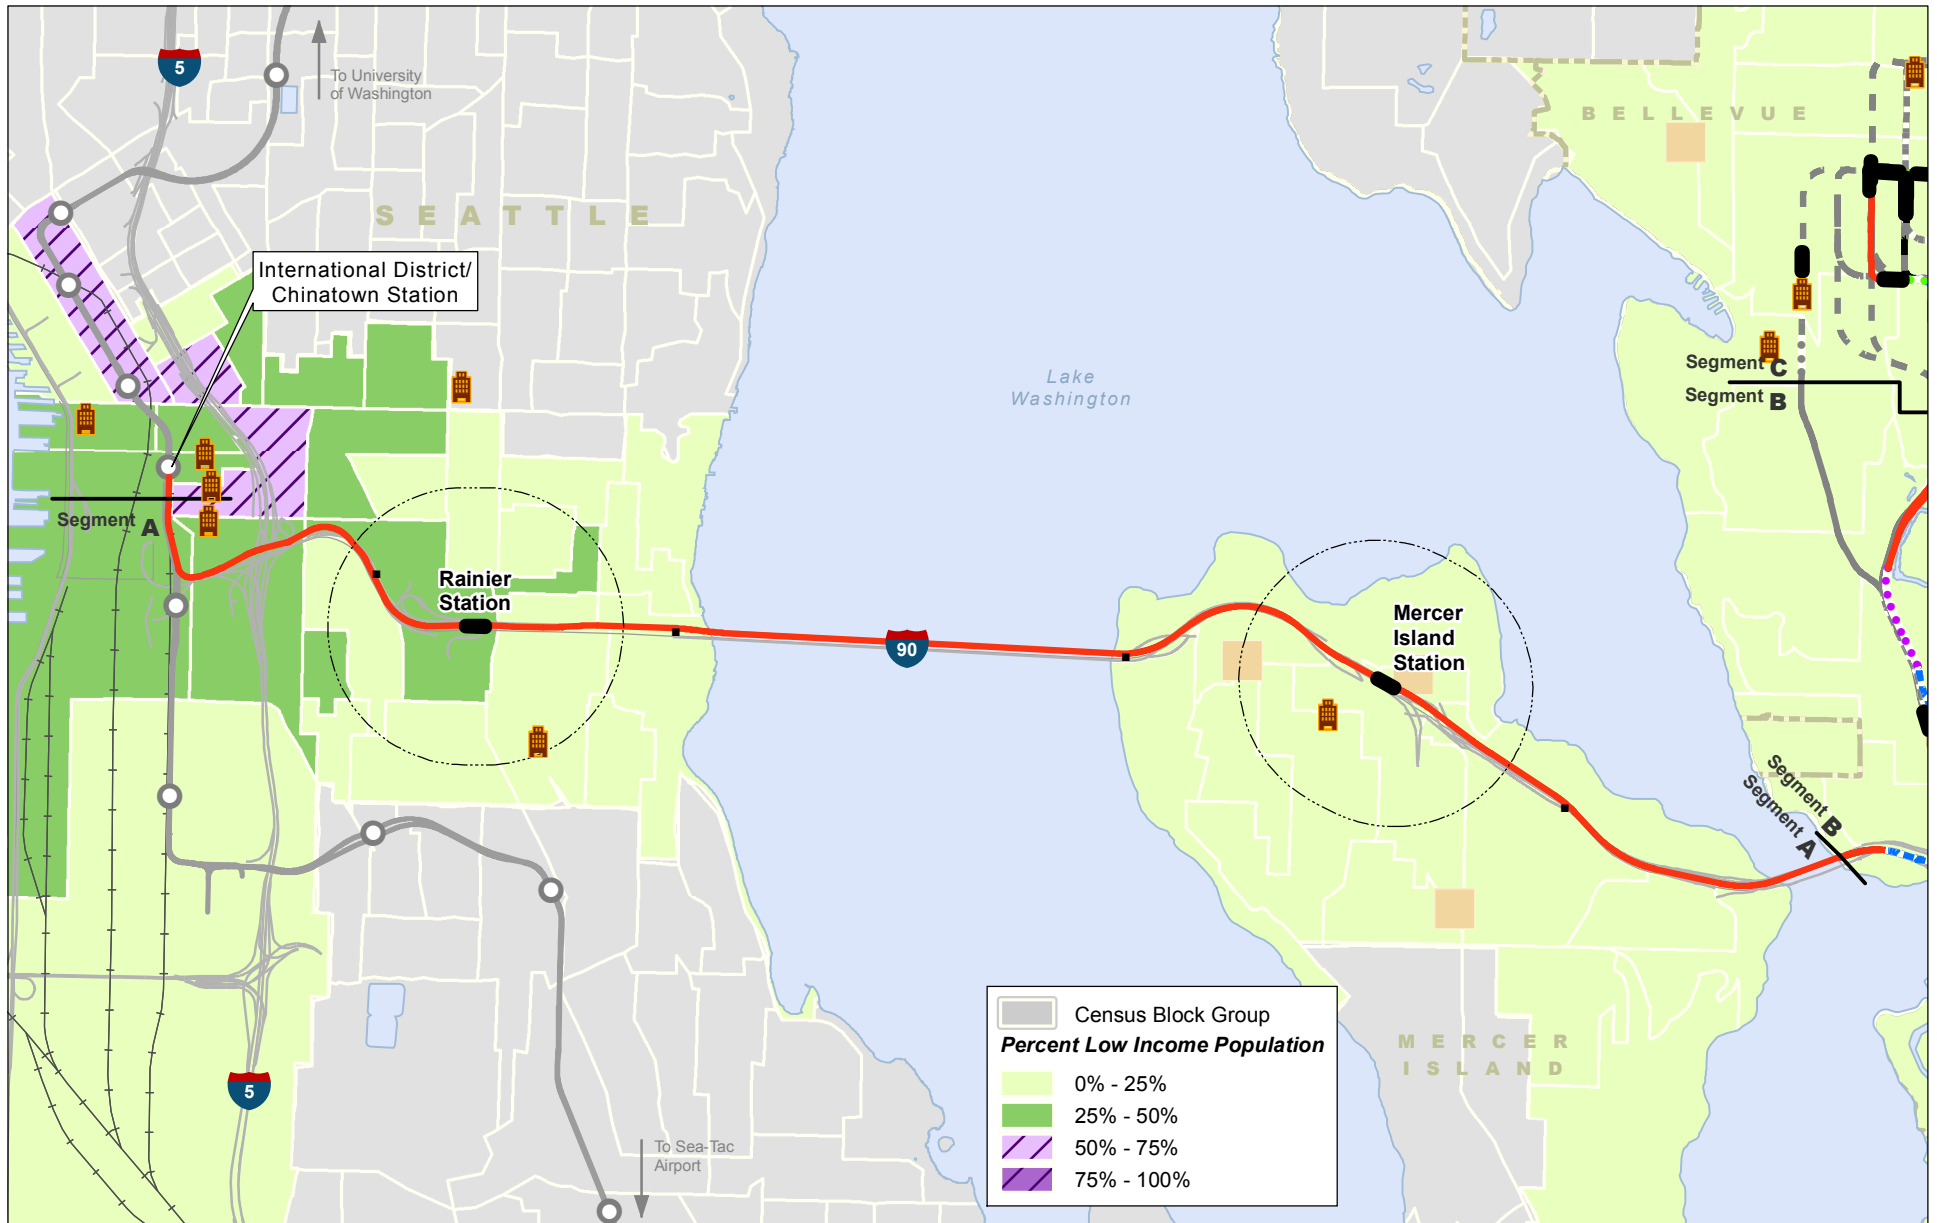 5
To University
of Washington
B E L L E V U E
S E A T T L E
International District/
Chinatown Station
Lake
Washington
Segment C
Segment B
Segment A
Rainier
Station
90
Mercer
Island
Station
Segment B
Segment A
5
To Sea-Tac
Airport
M E R C E R
I S L A N D
Census Block Group
Percent Low Income Population
0% - 25%
25% - 50%
50% - 75%
75% - 100%